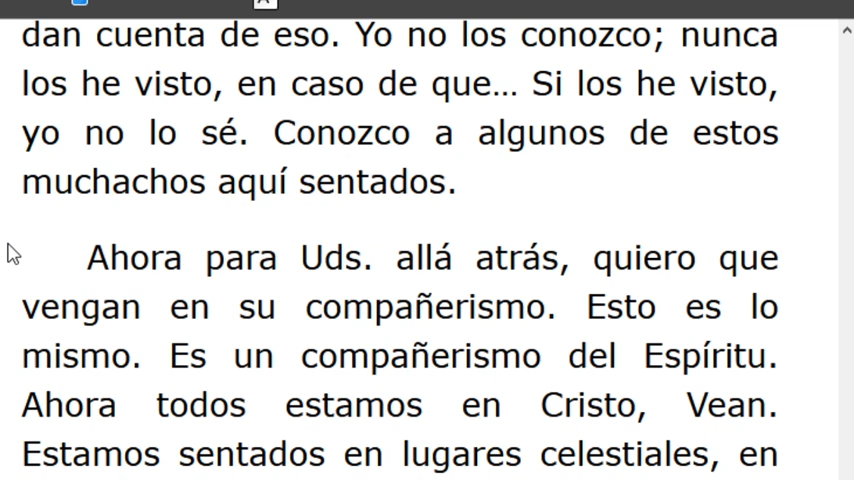 dan cuenta de eso. Yo no los conozco; nunca
los he visto, en caso de que... Si los he visto,
yo no lo sé. Conozco a algunos de estos
muchachos aquí sentados.
Ahora para Uds. allá atrás, quiero que
vengan en su compañerismo. Esto es lo
mismo. Es un compañerismo del Espíritu.
Ahora todos estamos en Cristo, Vean.
Estamos sentados en lugares celestiales, en